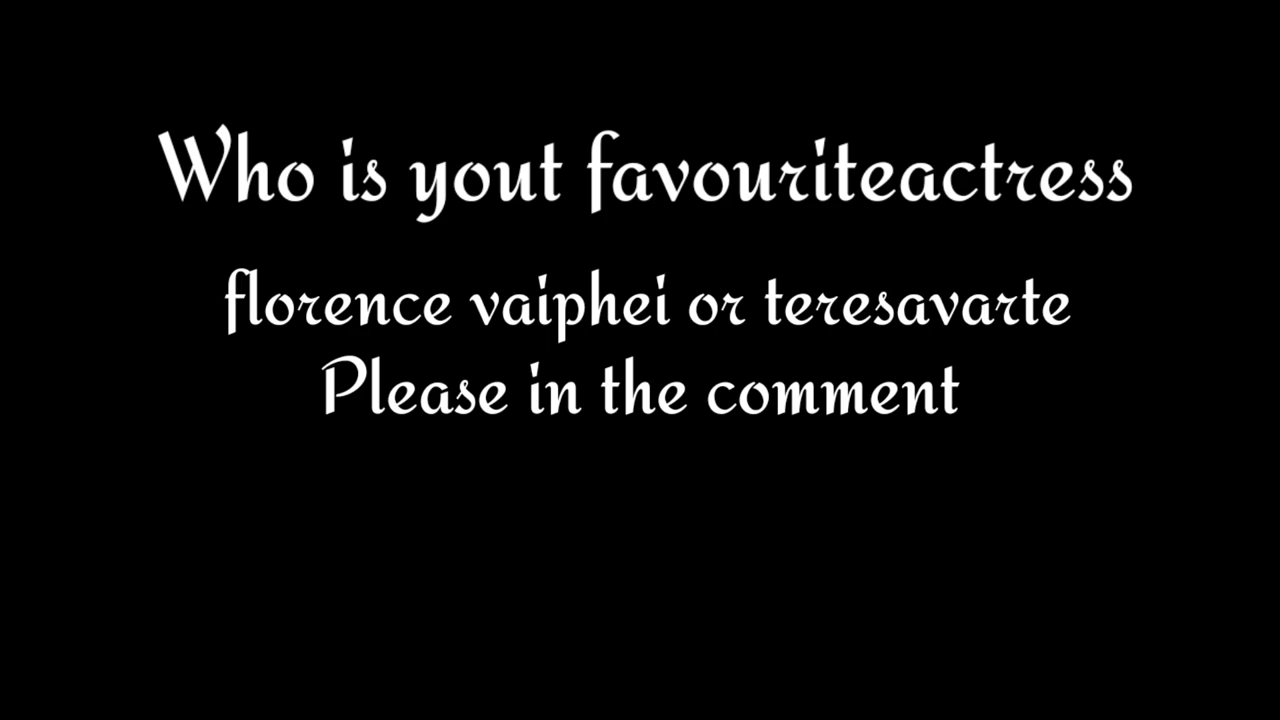 Who is yout favouriteactress
florence vaiphei or teresavarte
Please in the comment